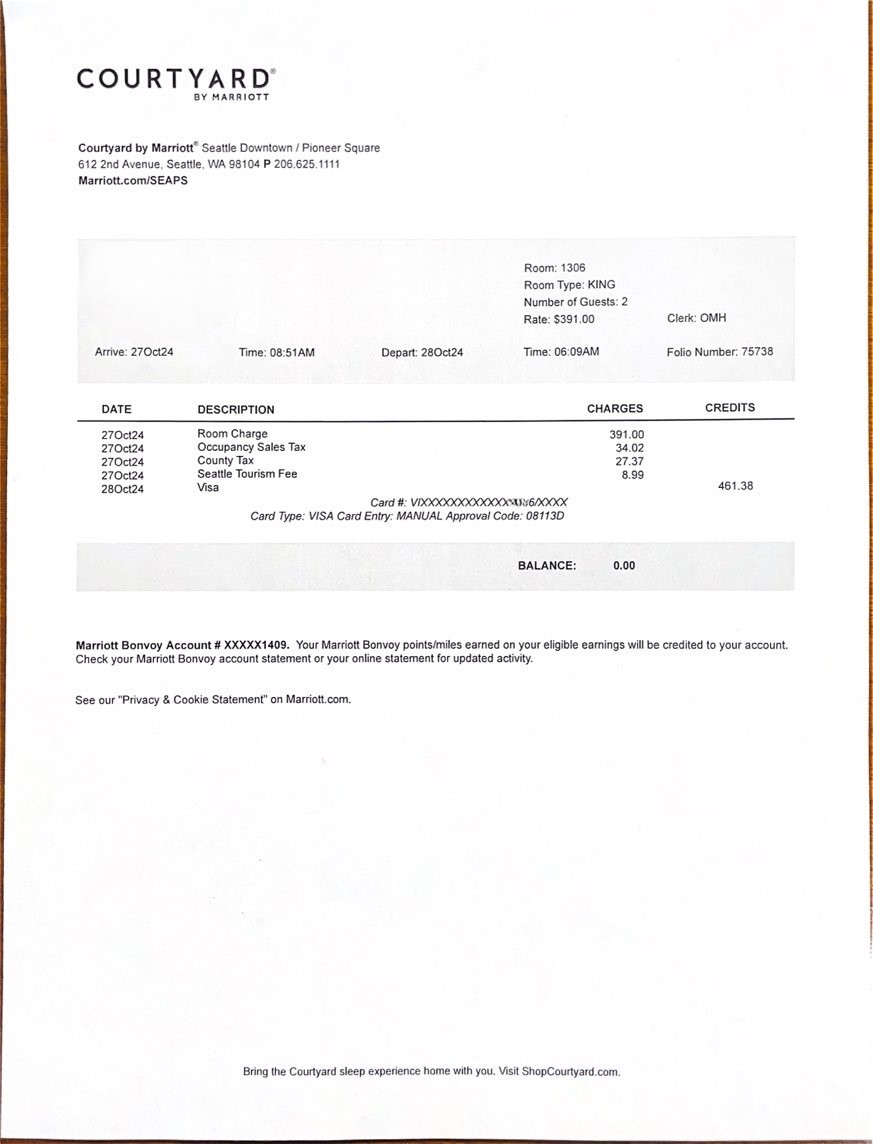 COURTYARD®
BY MARRIOTT
Courtyard by Marriott® Seattle Downtown / Pioneer Square
612 2nd Avenue, Seattle, WA 98104 P 206.625.1111
Marriott.com/SEAPS
Room: 1306
Room Type: KING
Number of Guests: 2
Rate: $391.00 Clerk: OMH
Arrive: 27Oct24 Time: 08:51AM Depart: 28Oct24 Time: 06:09AM Folio Number: 75738
DATE DESCRIPTION CHARGES CREDITS
27Oct24 Room Charge 391.00
27Oct24 Occupancy Sales Tax 34.02
27Oct24 County Tax 27.37
27Oct24 Seattle Tourism Fee 8.99
28Oct24 Visa 461.38
Card #:
Card Type: VISA Card Entry: MANUAL Approval Code: 08113D
BALANCE: 0.00
Marriott Bonvoy Account # XXXXX1409. Your Marriott Bonvoy points/miles earned on your eligible earnings will be credited to your account.
Check your Marriott Bonvoy account statement or your online statement for updated activity.
See our "Privacy & Cookie Statement" on Marriott.com.
Bring the Courtyard sleep experience home with you. Visit ShopCourtyard.com.